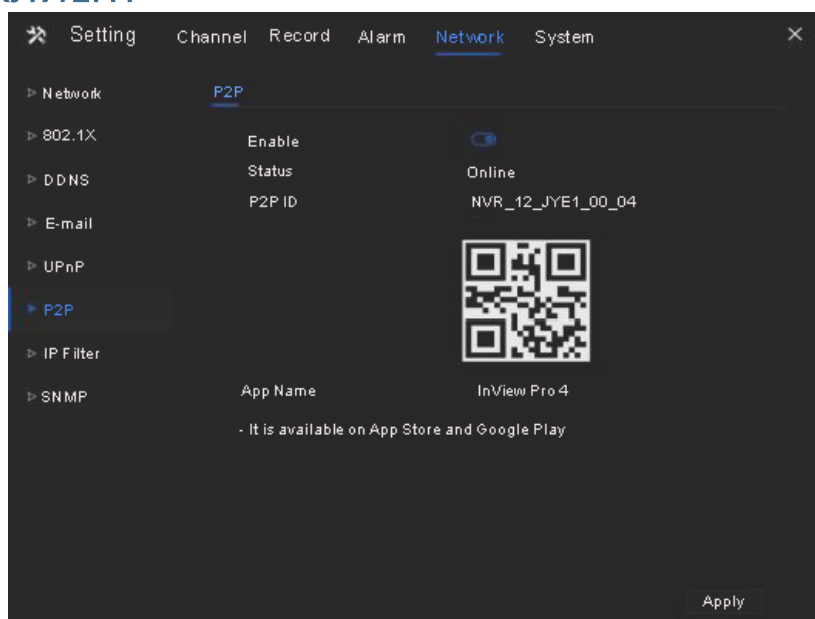 Setting Channel Record Alarm Network System
Network
802.1X
DDNS
E-mail
UPnP
P2P
IP Filter
SNMP
P2P
Enable
Status Online
P2P ID NVR_12_JYE1_00_04
App Name InView Pro 4
- It is available on App Store and Google Play
Apply